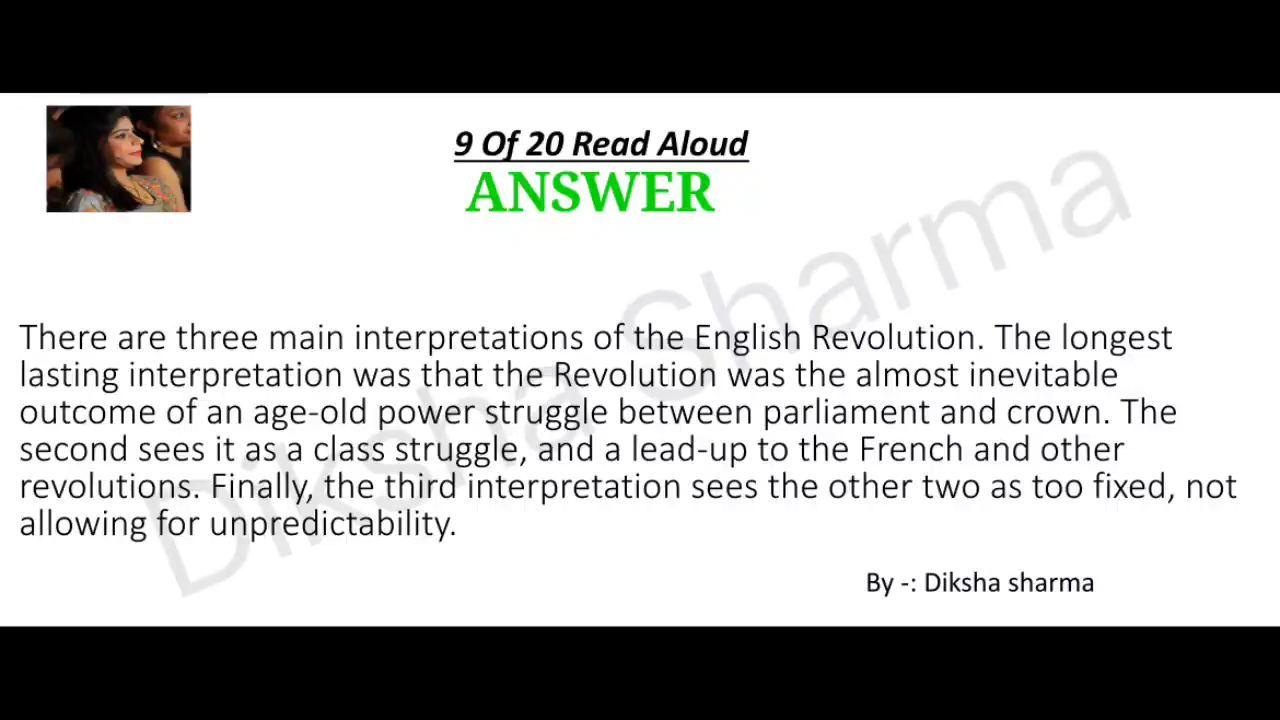 9 Of 20 Read Aloud
ANSWER
Diksha Sharma
There are three main interpretations of the English Revolution. The longest
lasting interpretation was that the Revolution was the almost inevitable
outcome of an age-old power struggle between parliament and crown. The
second sees it as a class struggle, and a lead-up to the French and other
revolutions. Finally, the third interpretation sees the other two as too fixed, not
allowing for unpredictability.
By -: Diksha sharma